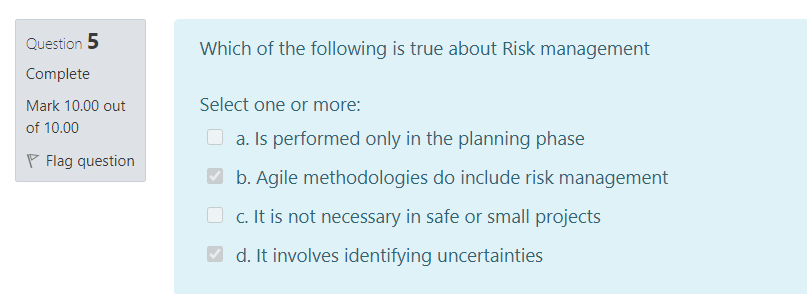 Question 5
Complete
Mark 10.00 out
of 10.00
Flag question
Which of the following is true about Risk management
Select one or more:
a. Is performed only in the planning phase
b. Agile methodologies do include risk management
c. It is not necessary in safe or small projects
d. It involves identifying uncertainties